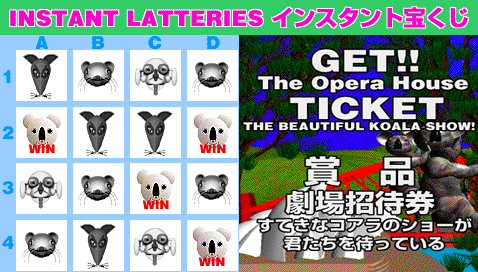 INSTANT LATTERIES インスタント宝くじ
A B C D
1
2
WIN WIN
3
WIN
4
WIN
GET!!
The Opera House
TICKET
THE BEAUTIFUL KOALA SHOW!
賞 品
劇場招待券
すてきなコアラのショーが
君たちを待っている